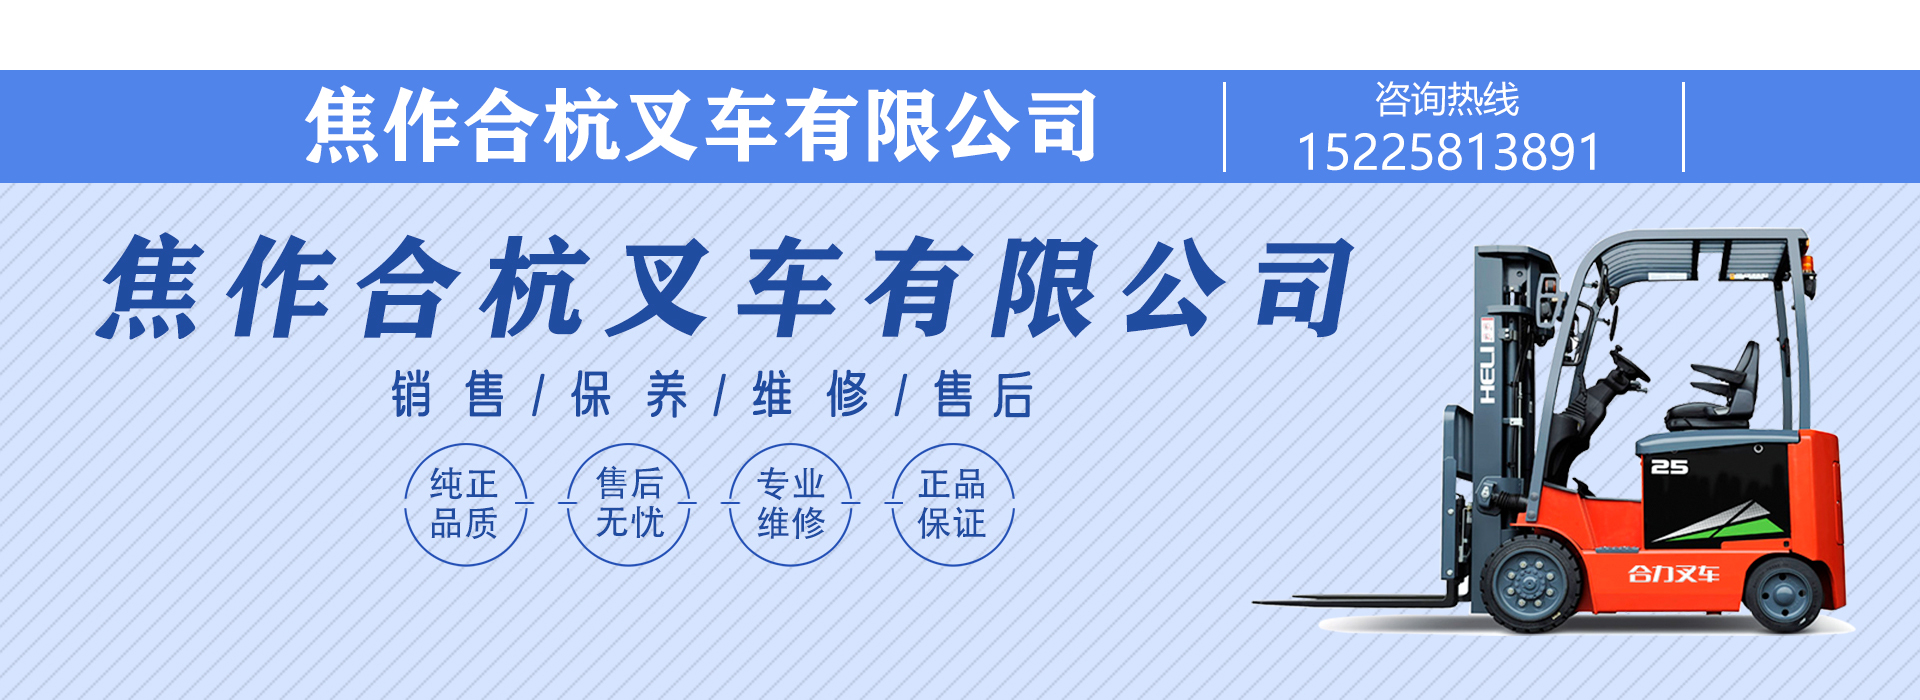 焦作合杭叉车有限公司
咨询热线
15225813891
焦作合杭叉车有限公司
销售/保养/维修/售后
纯正
品质
售后
无忧
专业
维修
正品
保证
HELI
25
合力叉车